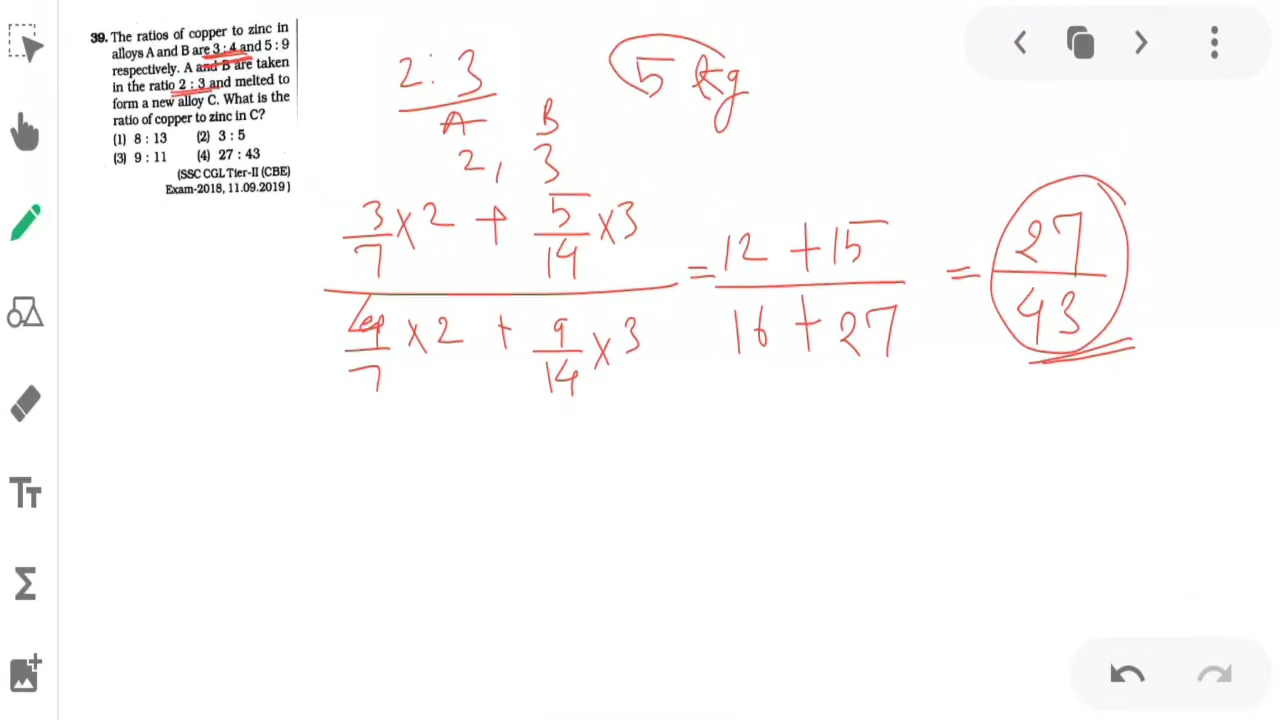 39. The ratios of copper to zinc in
alloys A and B are 3 : 4 and 5 : 9
respectively. A and B are taken
in the ratio 2 : 3 and melted to
form a new alloy C. What is the
ratio of copper to zinc in C?
(1) 8 : 13 (2) 3 : 5
(3) 9 : 11 (4) 27 : 43
(SSC CGL Tier-II (CBE)
Exam-2018, 11.09.2019)
2:3 5 kg
A B
2, 3
3/7 × 2 + 5/14 × 3 = 12 + 15 = 27
4/7 × 2 + 9/14 × 3 16 + 27 43
TT
Σ